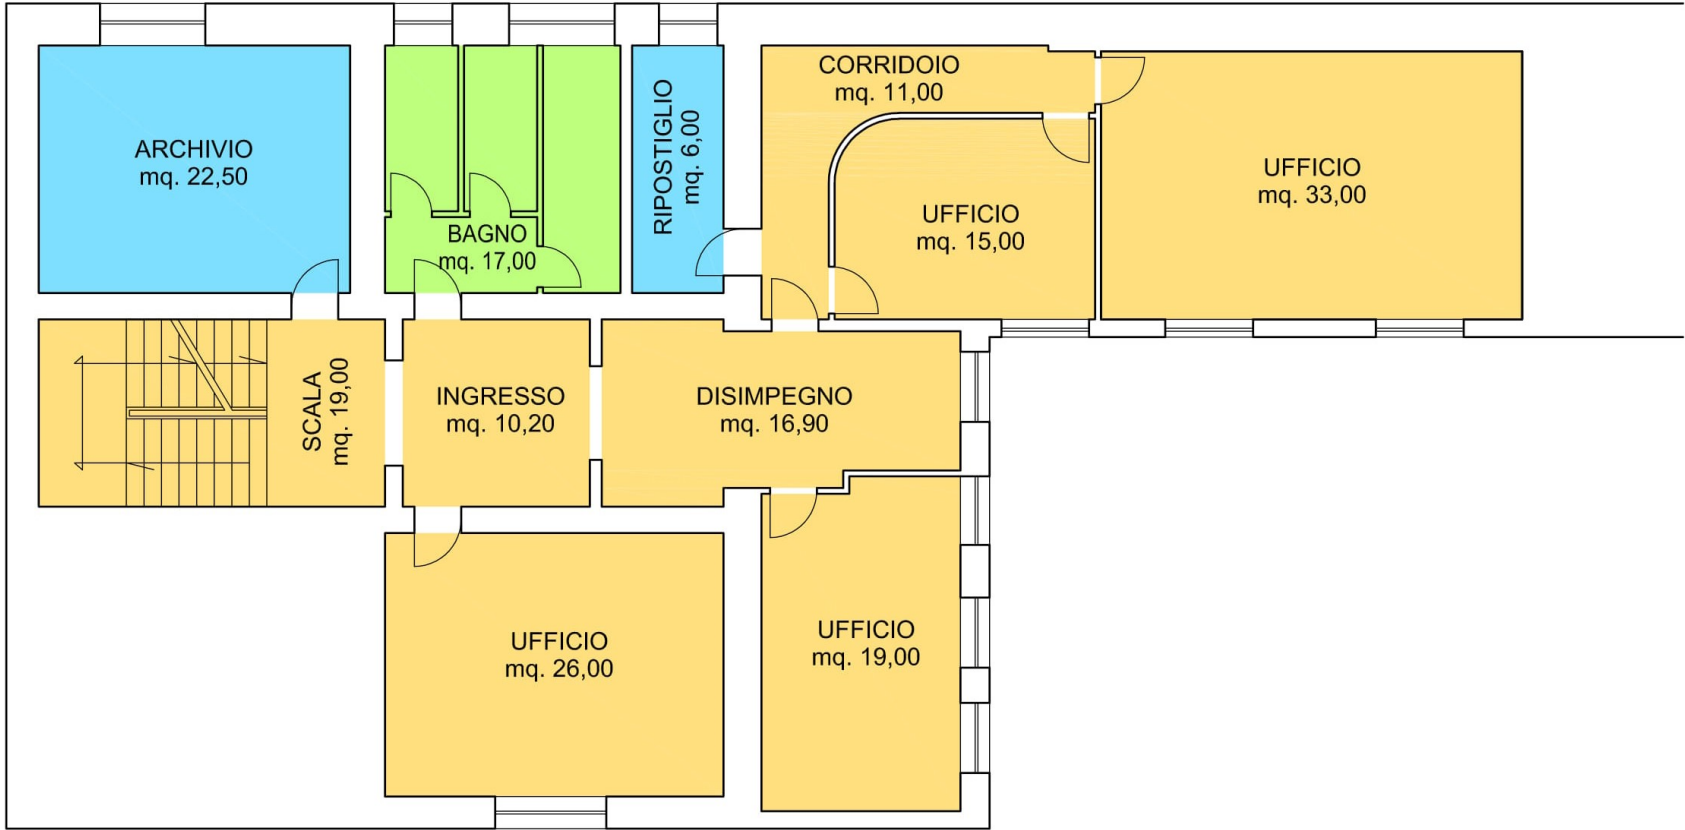 CORRIDOIO
mq. 11,00
ARCHIVIO
mq. 22,50
RIPOSTIGLIO
mq. 6,00
UFFICIO
mq. 33,00
UFFICIO
mq. 15,00
BAGNO
mq. 17,00
SCALA
mq. 19,00
INGRESSO
mq. 10,20
DISIMPEGNO
mq. 16,90
UFFICIO
mq. 26,00
UFFICIO
mq. 19,00